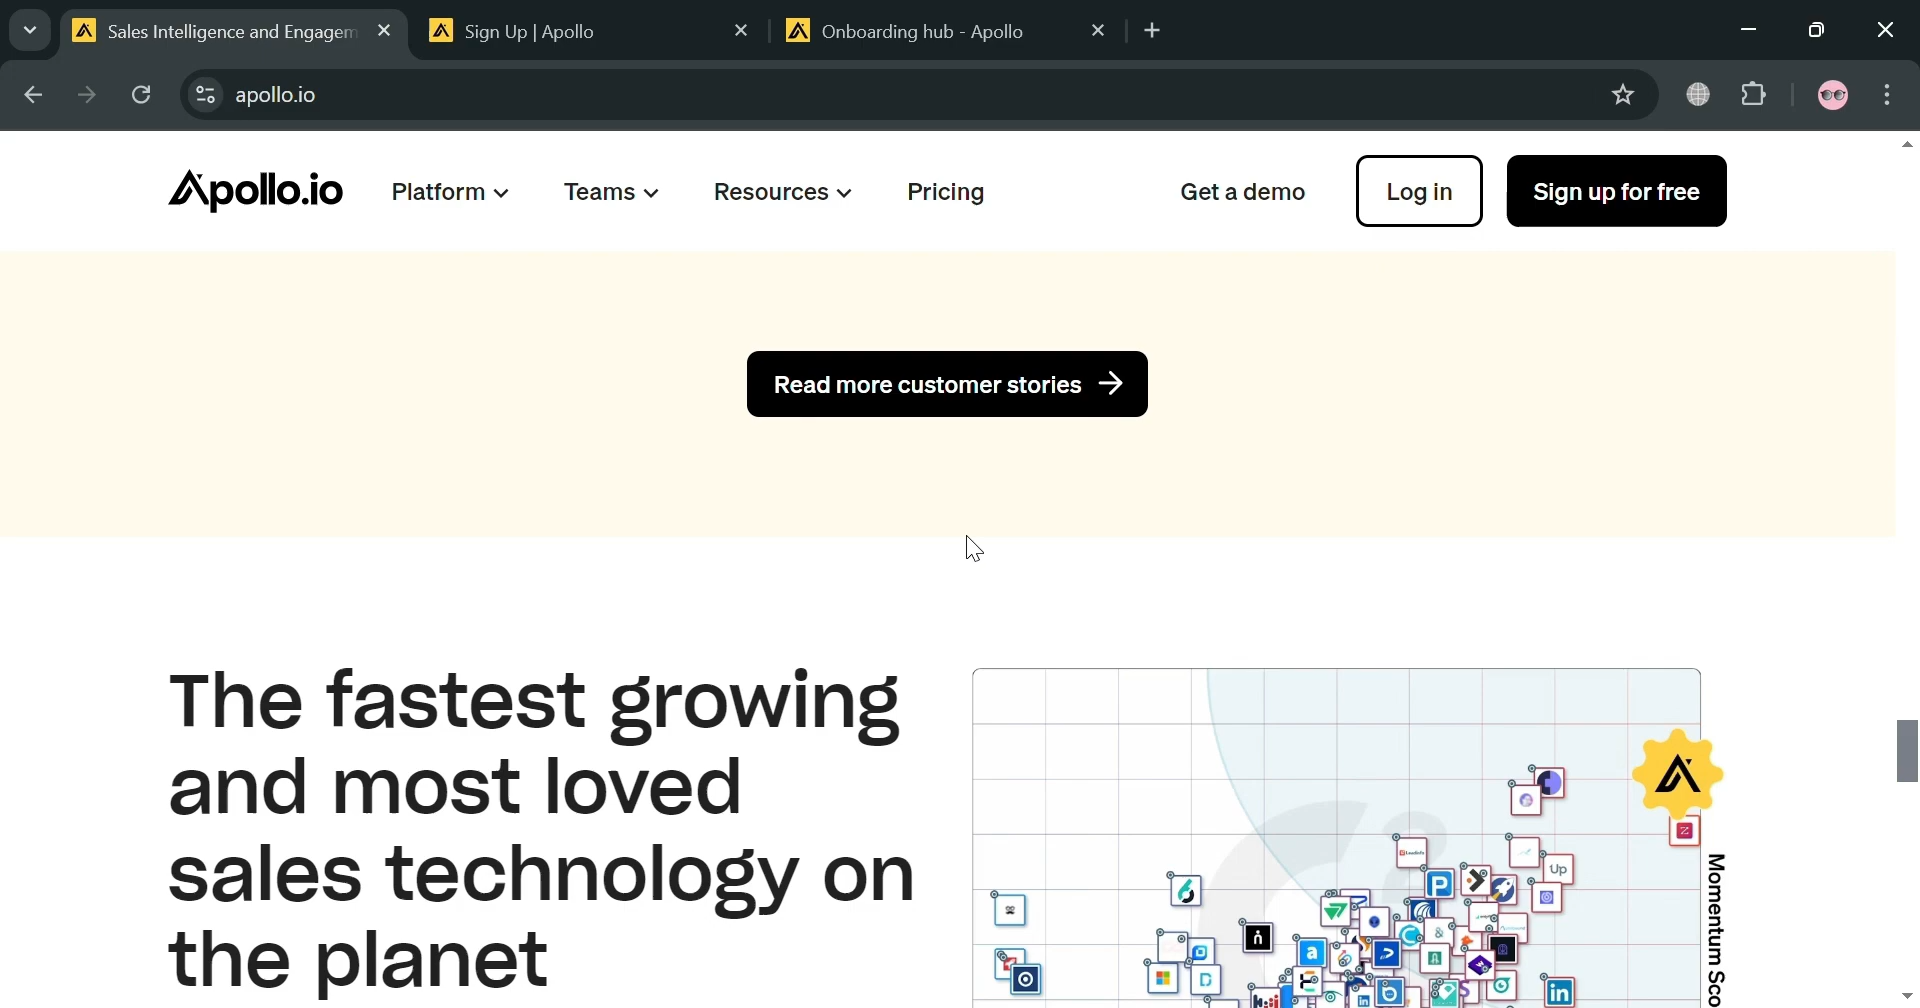 Sales Intelligence and Engagem
Sign Up | Apollo
Onboarding hub - Apollo
apollo.io
Apollo.io
Platform
Teams
Resources
Pricing
Get a demo
Log in
Sign up for free
Read more customer stories
The fastest growing
and most loved
sales technology on
the planet
Up
Momentum Sco